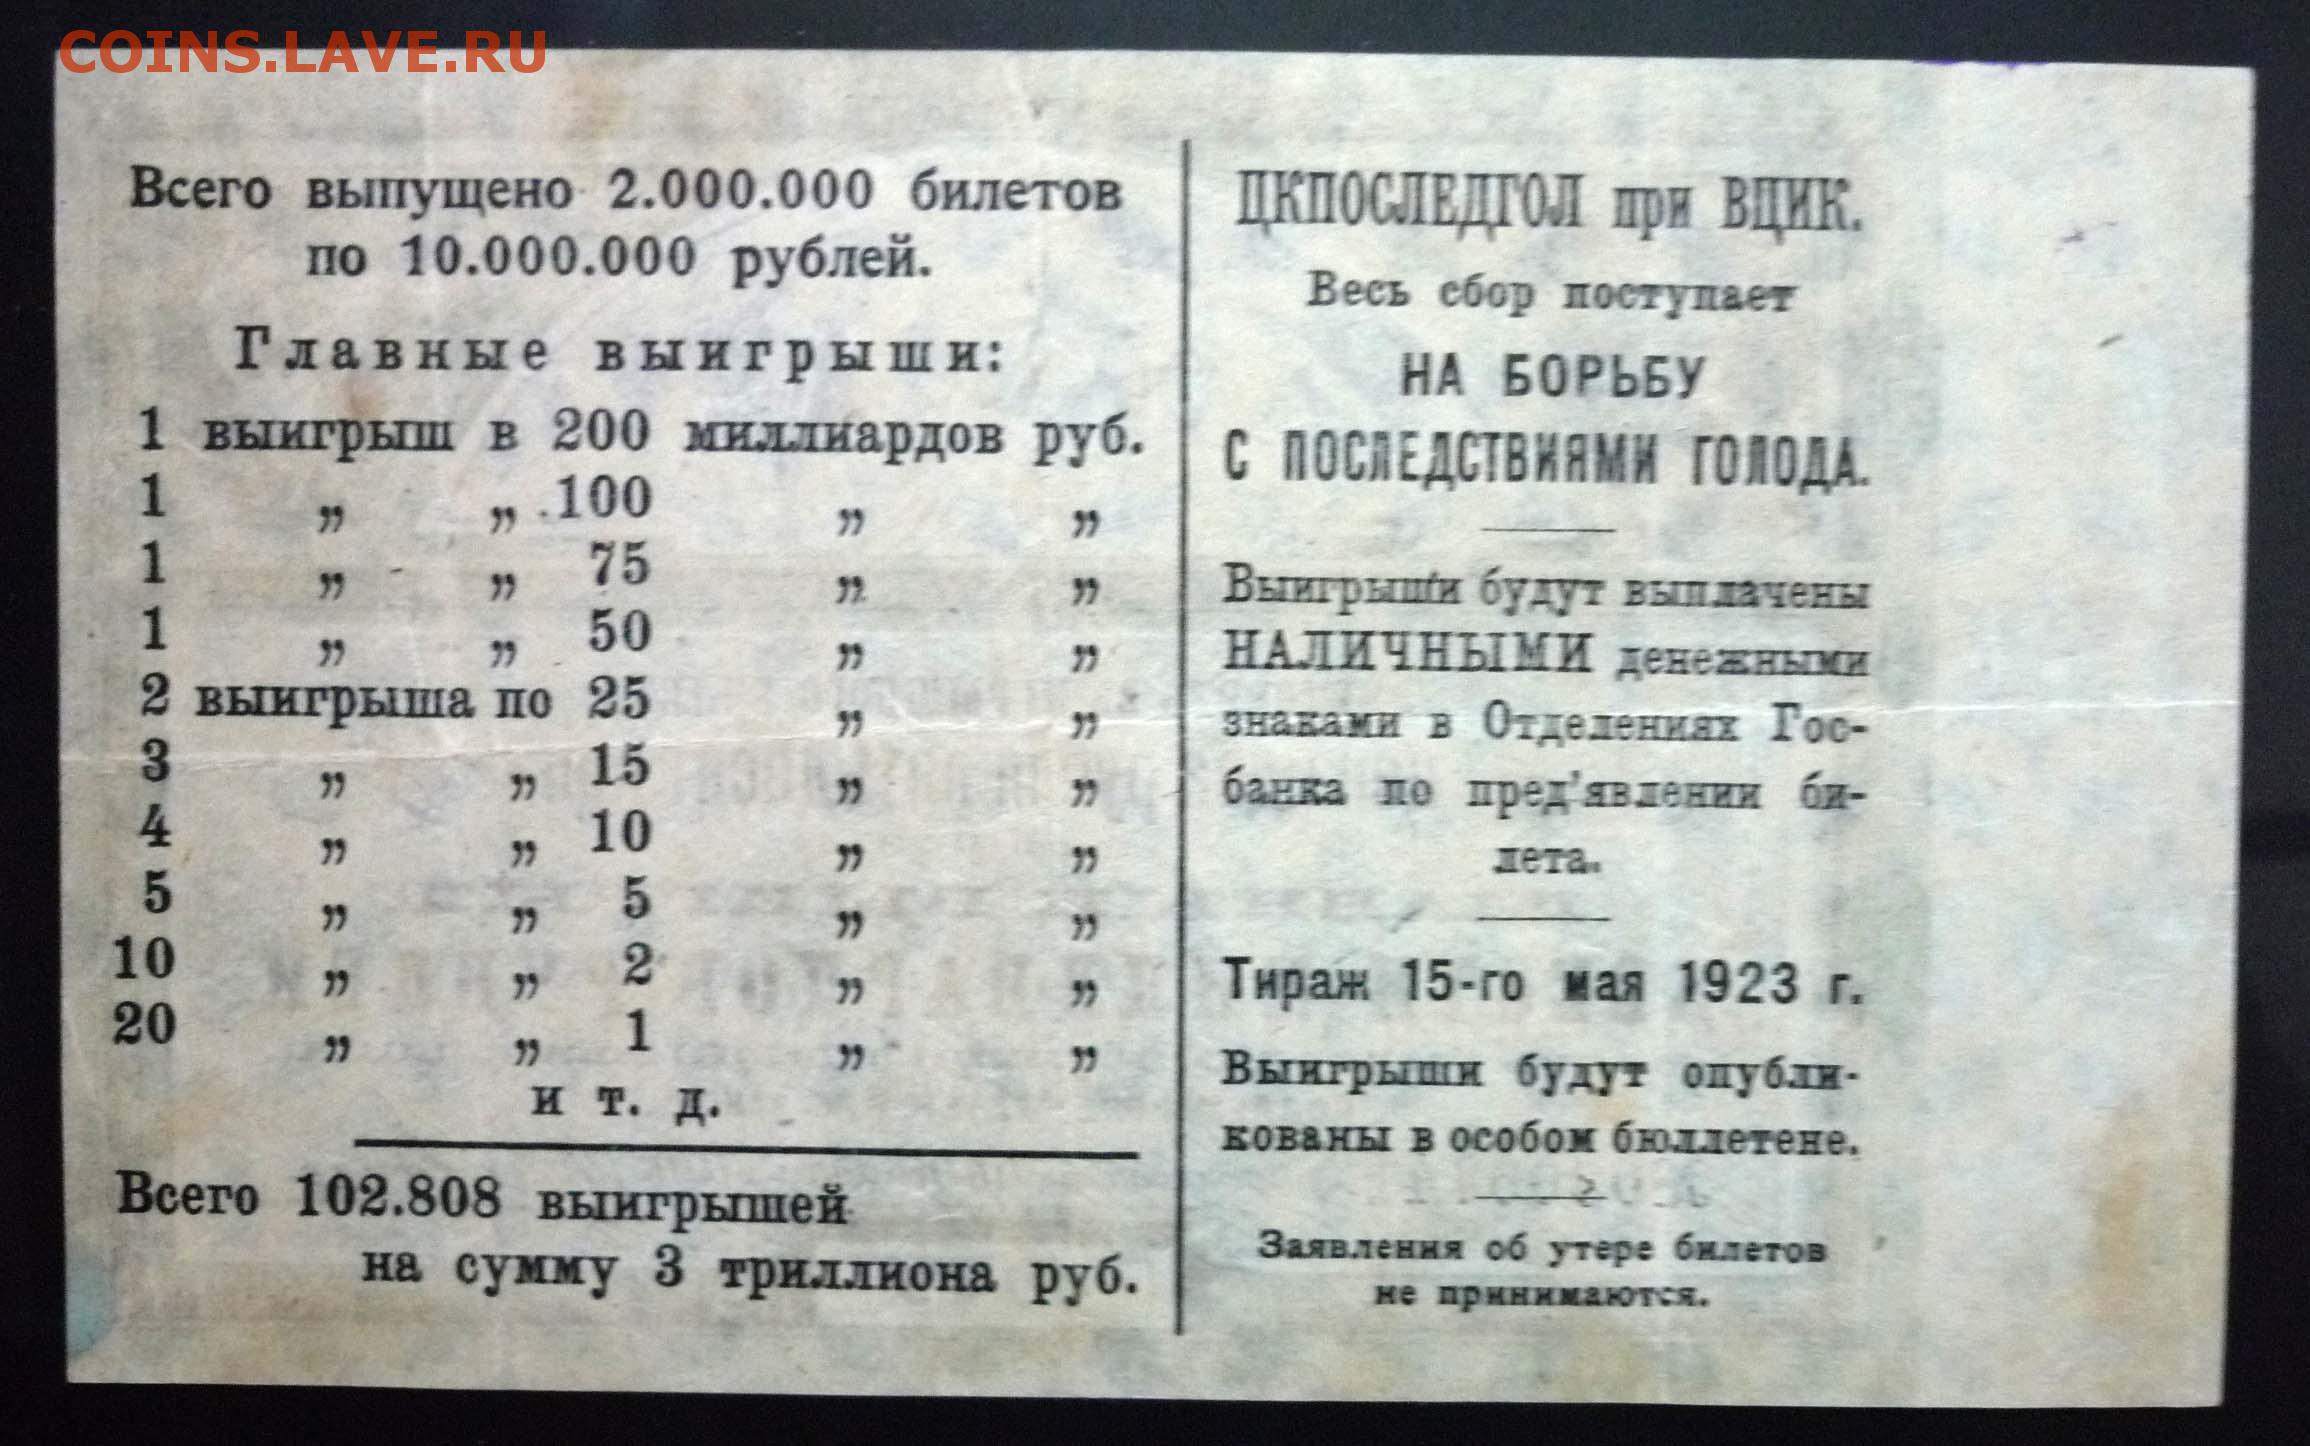 COINS.LAVE.RU
Всего выпущено 2.000.000 билетов
по 10.000.000 рублей.
Главные выигрыши:
1 выигрыш в 200 миллиардов руб.
1 „ „ 100 „ „
1 „ „ 75 „ „
1 „ „ 50 „ „
2 выигрыша по 25 „ „
3 „ „ 15 „ „
4 „ „ 10 „ „
5 „ „ 5 „ „
10 „ „ 2 „ „
20 „ „ 1 „ „
и т. д.
Всего 102.808 выигрышей
на сумму 3 триллиона руб.
ЦКПОСЛЕДГОЛ при ВЦИК.
Весь сбор поступает
НА БОРЬБУ
С ПОСЛЕДСТВИЯМИ ГОЛОДА.
Выигрыши будут выплачены
НАЛИЧНЫМИ денежными
знаками в Отделениях Гос-
банка по пред'явлении би-
лета.
Тираж 15-го мая 1923 г.
Выигрыши будут опубли-
кованы в особом бюллетене.
Заявления об утере билетов
не принимаются.